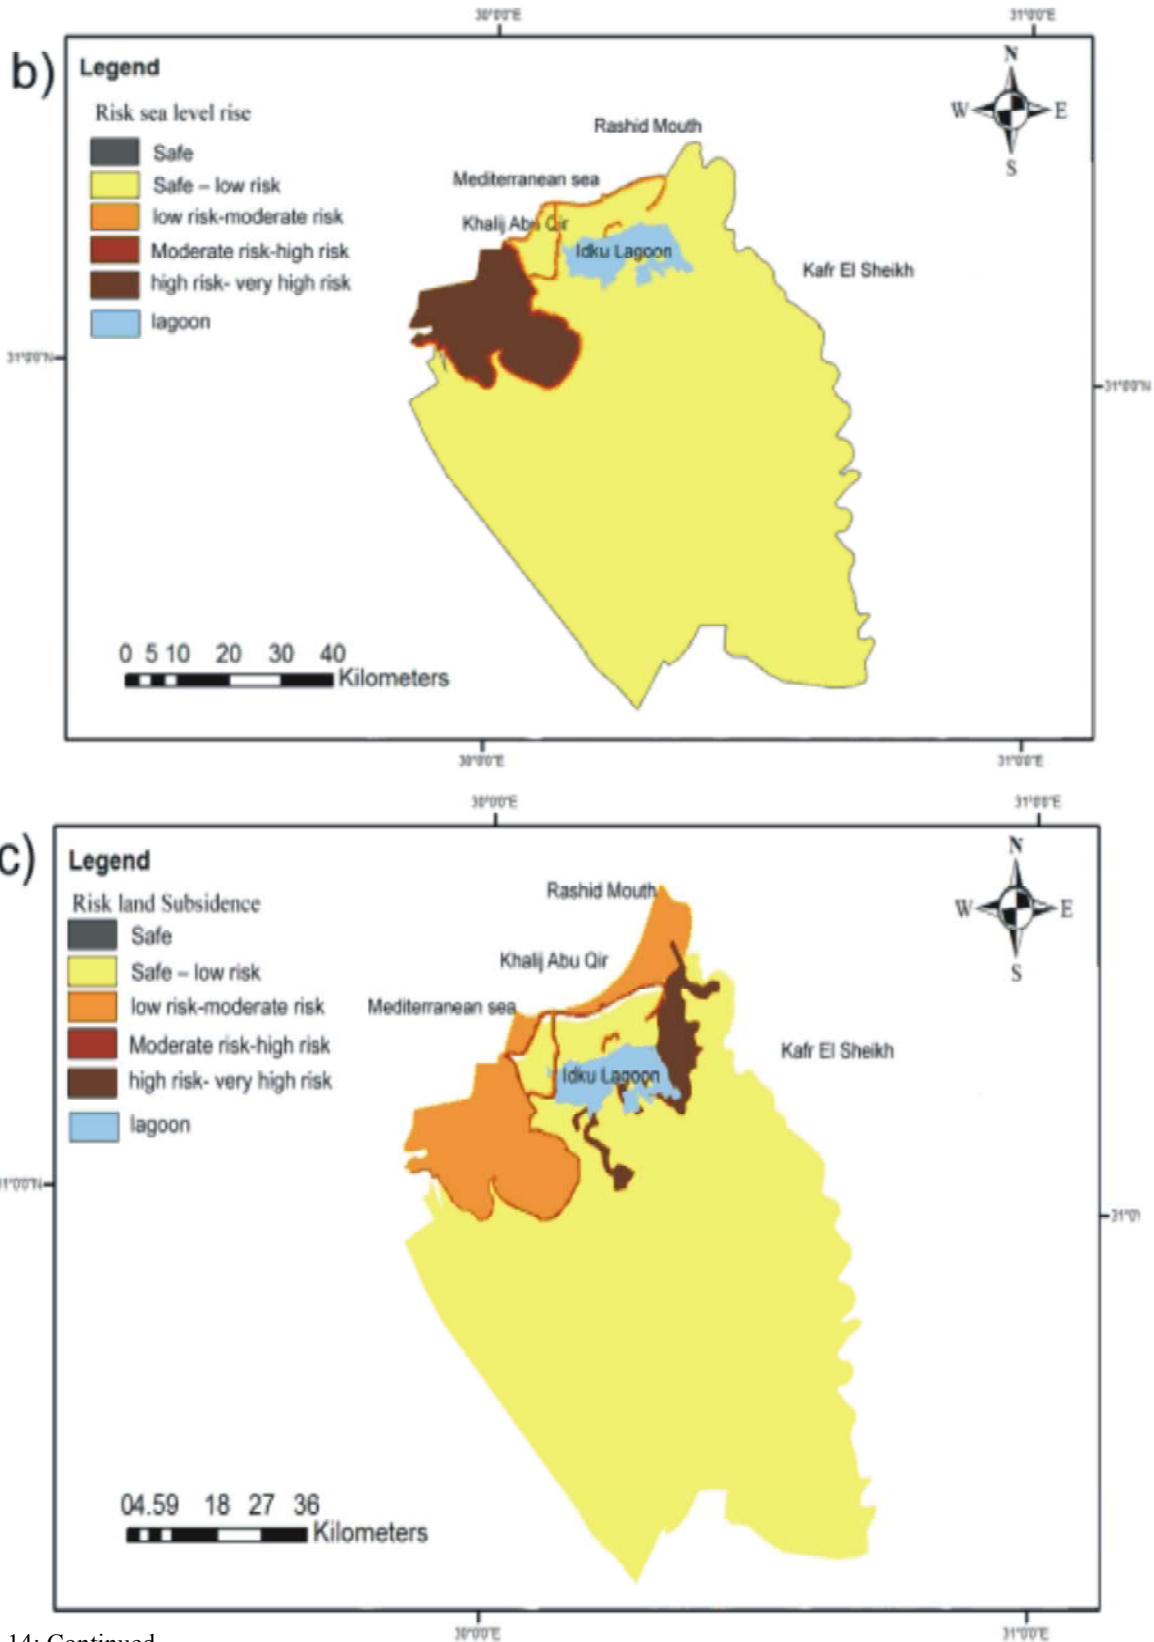 30°0'0"E 31°0'0"E
b)
Legend
Risk sea level rise
Safe
Safe – low risk
low risk-moderate risk
Moderate risk-high risk
high risk- very high risk
lagoon
N
W E
S
Rashid Mouth
Mediterranean sea
Khalij Abu Qir
Idku Lagoon
Kafr El Sheikh
31°0'0"N
31°0'0"N
0 5 10 20 30 40
Kilometers
30°0'0"E 31°0'0"E
30°0'0"E 31°0'0"E
c)
Legend
Risk land Subsidence
Safe
Safe – low risk
low risk-moderate risk
Moderate risk-high risk
high risk- very high risk
lagoon
N
W E
S
Rashid Mouth
Khalij Abu Qir
Mediterranean sea
Idku Lagoon
Kafr El Sheikh
1°0'0"N
31°0'
04.59 18 27 36
Kilometers
30°0'0"E 31°0'0"E
14: Continued